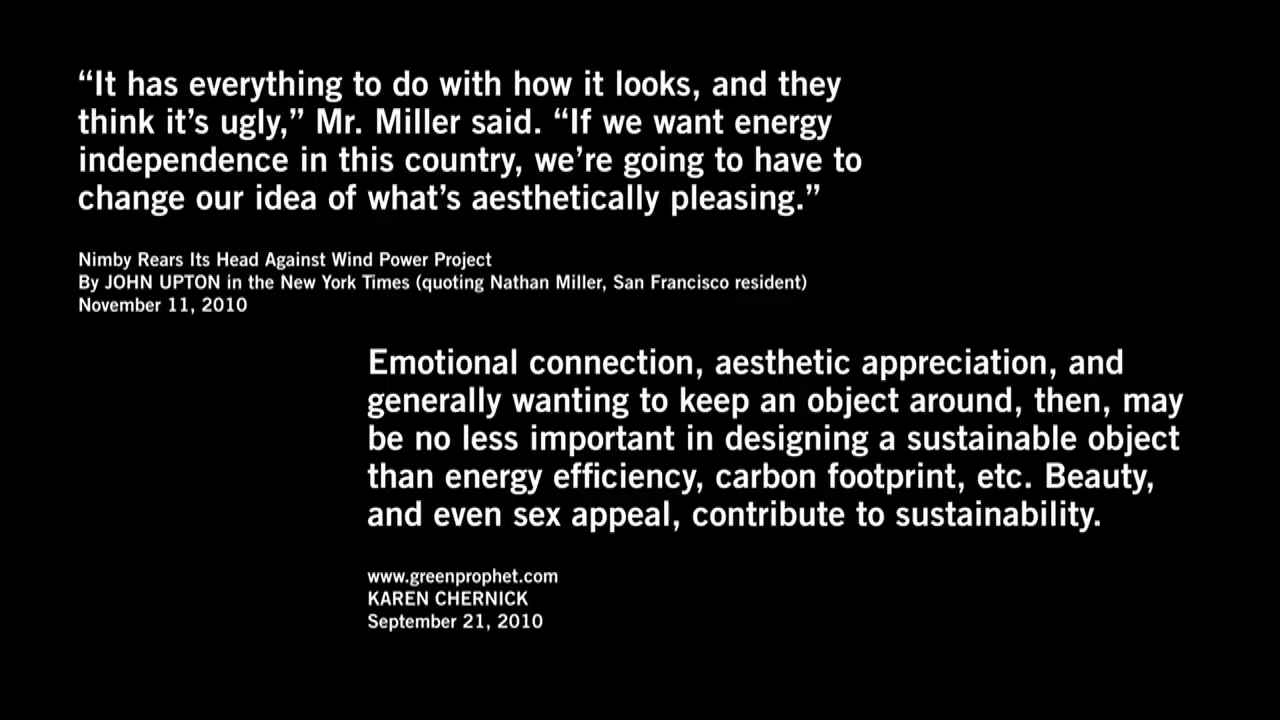 “It has everything to do with how it looks, and they
think it’s ugly,” Mr. Miller said. “If we want energy
independence in this country, we’re going to have to
change our idea of what’s aesthetically pleasing.”
Nimby Rears Its Head Against Wind Power Project
By JOHN UPTON in the New York Times (quoting Nathan Miller, San Francisco resident)
November 11, 2010
Emotional connection, aesthetic appreciation, and
generally wanting to keep an object around, then, may
be no less important in designing a sustainable object
than energy efficiency, carbon footprint, etc. Beauty,
and even sex appeal, contribute to sustainability.
www.greenprophet.com
KAREN CHERNICK
September 21, 2010